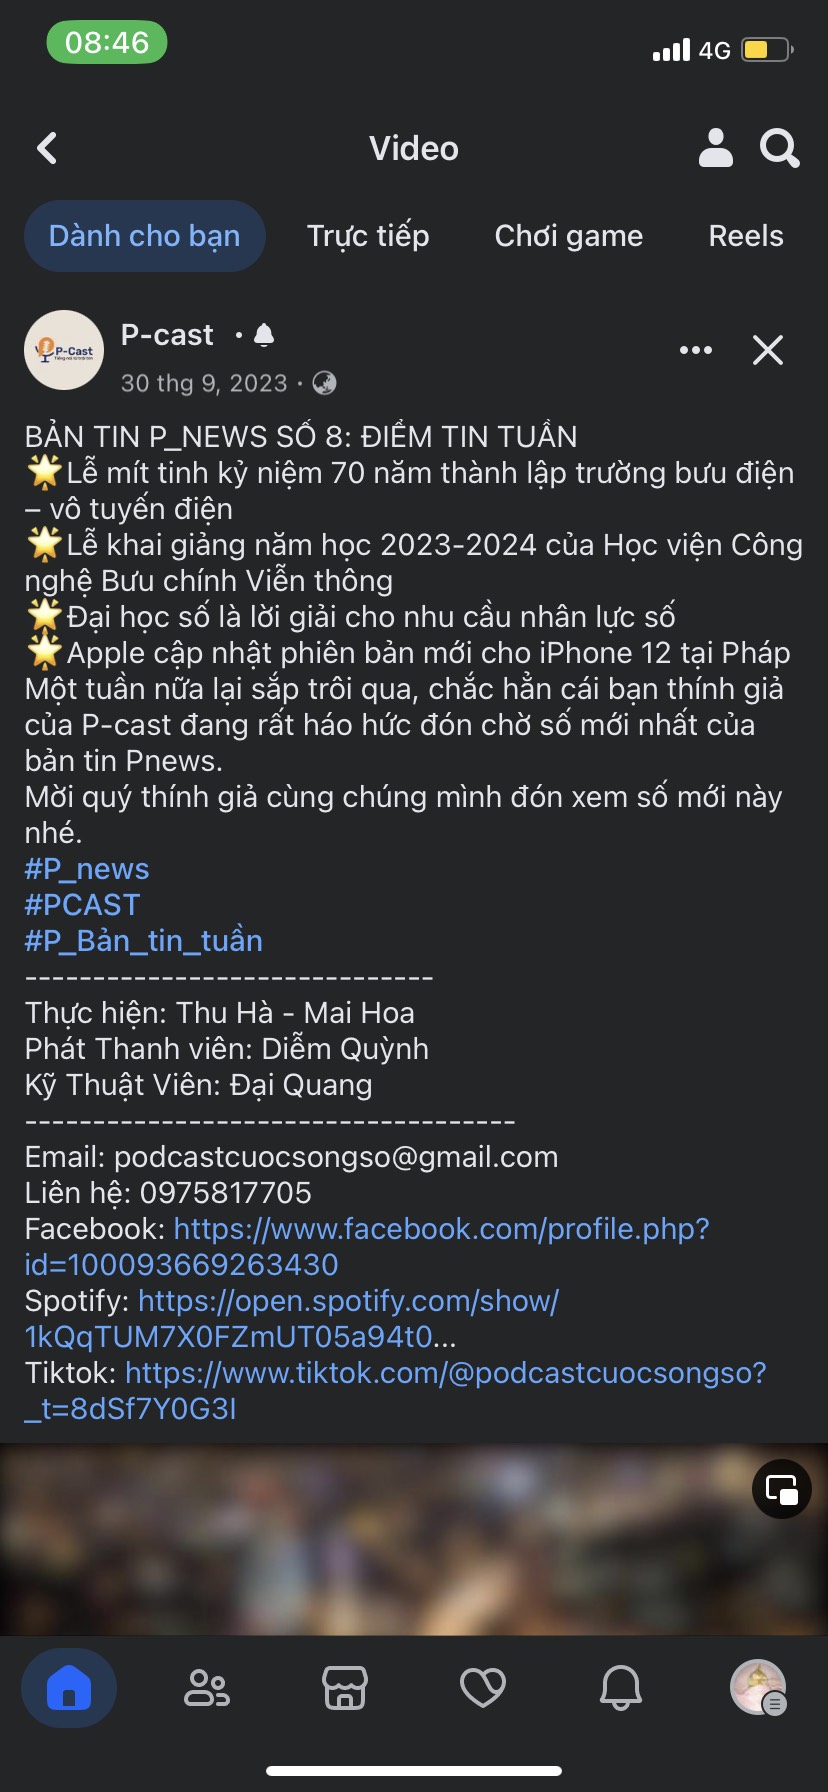 08:46
4G
Video
Dành cho bạn
Trực tiếp
Chơi game
Reels
P-Cast
P-cast
30 thg 9, 2023
BẢN TIN P_NEWS SỐ 8: ĐIỂM TIN TUẦN
🌟Lễ mít tinh kỷ niệm 70 năm thành lập trường bưu điện
– vô tuyến điện
🌟Lễ khai giảng năm học 2023-2024 của Học viện Công
nghệ Bưu chính Viễn thông
🌟Đại học số là lời giải cho nhu cầu nhân lực số
🌟Apple cập nhật phiên bản mới cho iPhone 12 tại Pháp
Một tuần nữa lại sắp trôi qua, chắc hẳn cái bạn thính giả
của P-cast đang rất háo hức đón chờ số mới nhất của
bản tin Pnews.
Mời quý thính giả cùng chúng mình đón xem số mới này
nhé.
#P_news
#PCAST
#P_Bản_tin_tuần
------------------------------
Thực hiện: Thu Hà - Mai Hoa
Phát Thanh viên: Diễm Quỳnh
Kỹ Thuật Viên: Đại Quang
------------------------------------
Email: podcastcuocsongso@gmail.com
Liên hệ: 0975817705
Facebook: https://www.facebook.com/profile.php?
id=100093669263430
Spotify: https://open.spotify.com/show/
1kQqTUM7X0FZmUT05a94t0...
Tiktok: https://www.tiktok.com/@podcastcuocsongso?
_t=8dSf7Y0G3I